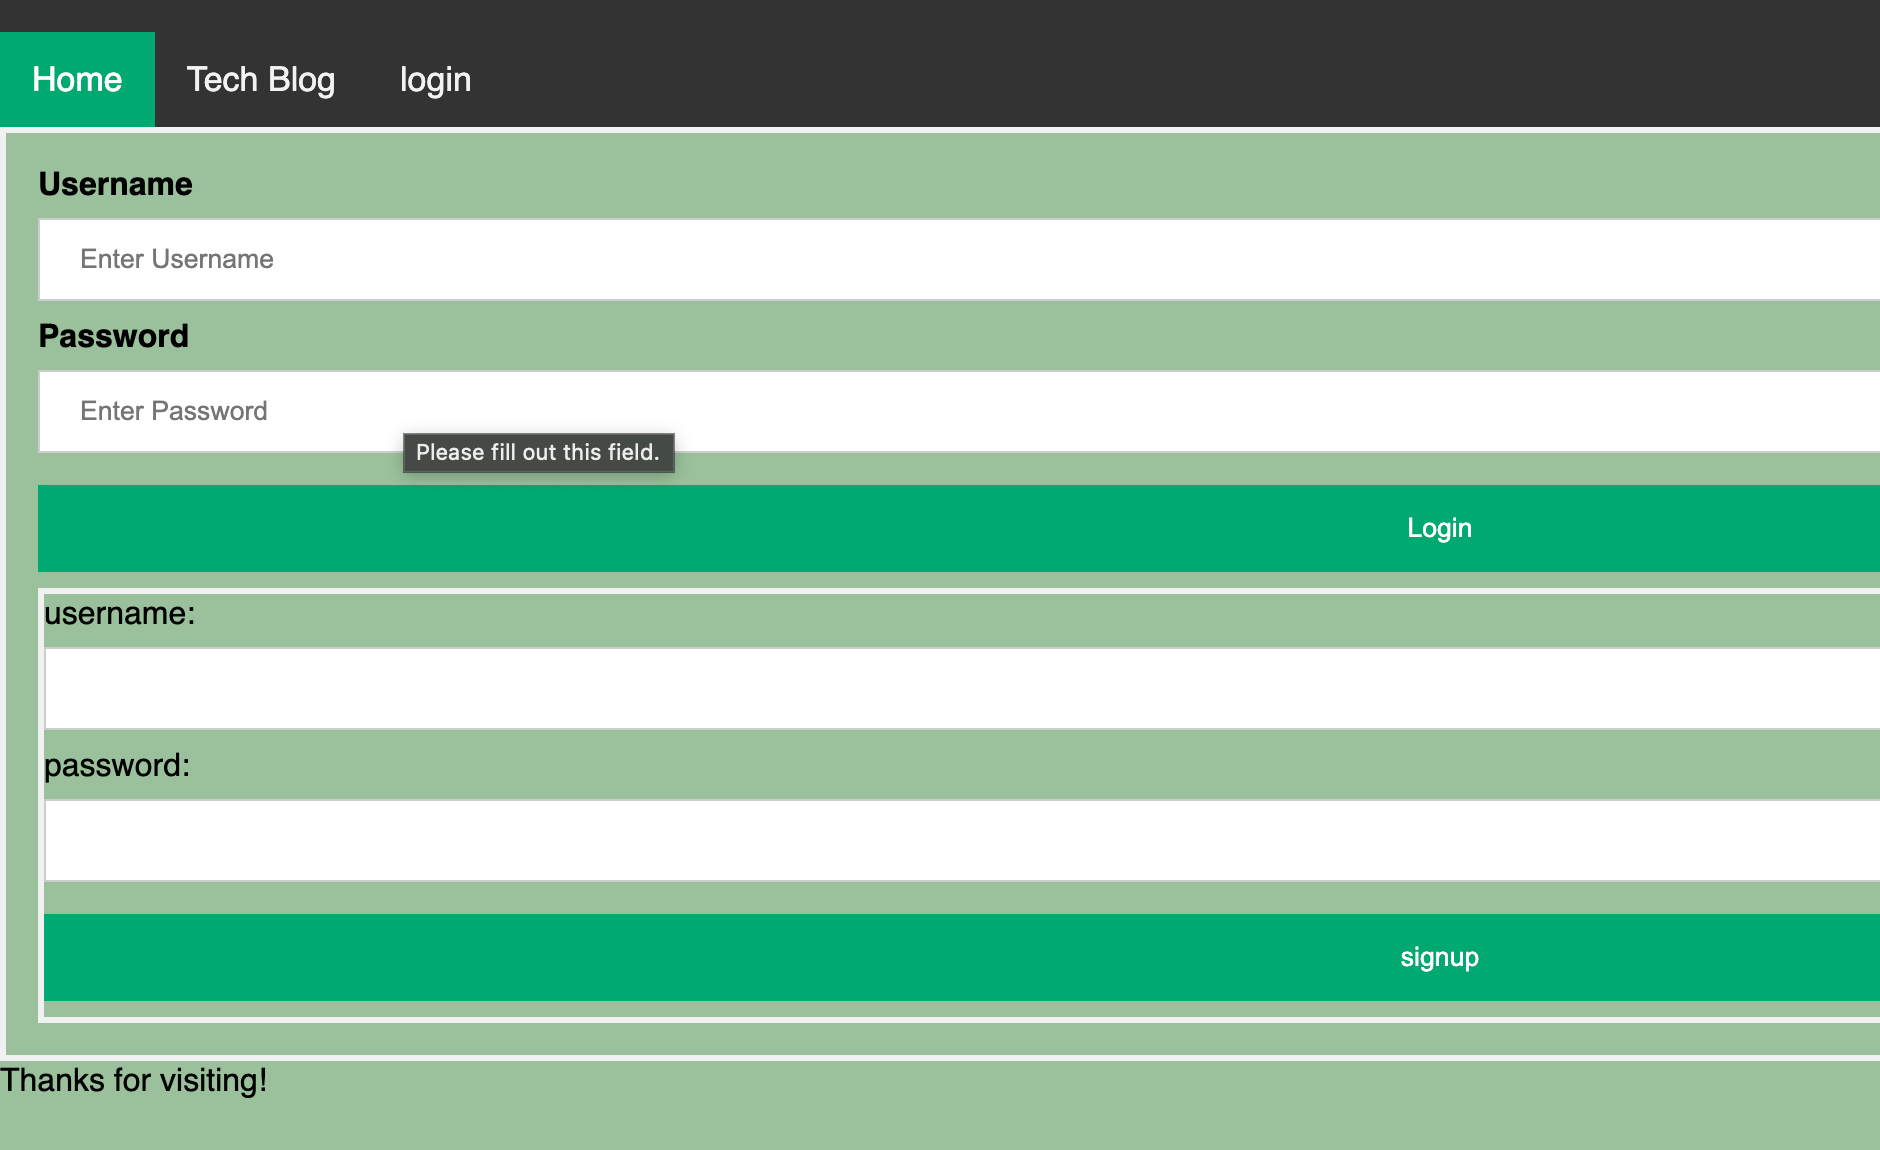 Home Tech Blog login
Username
Enter Username
Password
Enter Password
Please fill out this field.
Login
username:
password:
signup
Thanks for visiting!